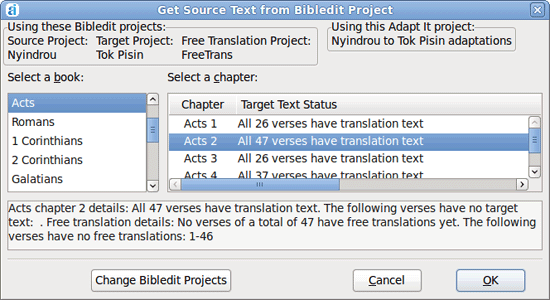 Get Source Text from Bibledit Project
Using these Bibledit projects:
Source Project: Target Project: Free Translation Project:
Nyindrou Tok Pisin FreeTrans
Using this Adapt It project:
Nyindrou to Tok Pisin adaptations
Select a book:
Acts
Romans
1 Corinthians
2 Corinthians
Galatians
Select a chapter:
Chapter Target Text Status
Acts 1 All 26 verses have translation text
Acts 2 All 47 verses have translation text
Acts 3 All 26 verses have translation text
Acts 4 All 37 verses have translation text
Acts chapter 2 details: All 47 verses have translation text. The following verses have no target
text:  . Free translation details: No verses of a total of 47 have free translations yet. The following
verses have no free translations: 1-46
Change Bibledit Projects
Cancel
OK